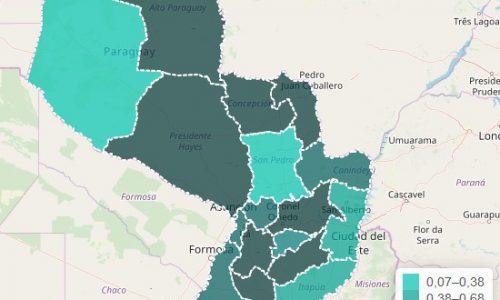 Alto Paraguay
Três Lagoas
Paraguay
Pedro
Juan Caballero
Concepción
Umuarama
Presidente
Hayes
San Pedro
Canindeyú
Paraná
Cascavel
Formosa
Asunción
Coronel
Oviedo
San Alberto
Guarapu
Flor da
Serra
Ciudad del
Este
Formosa
Chaco
Itapúa
Misiones
0,07–0,38
0,38–0,68